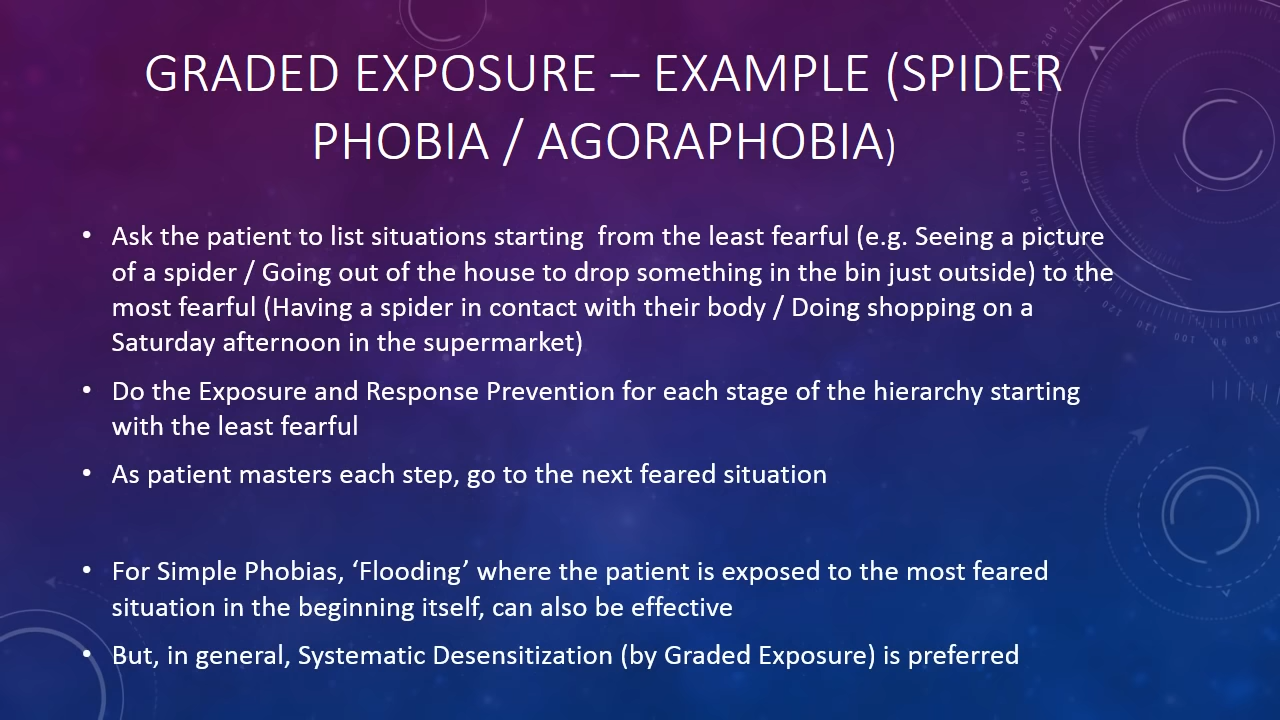 GRADED EXPOSURE – EXAMPLE (SPIDER
PHOBIA / AGORAPHOBIA)
• Ask the patient to list situations starting  from the least fearful (e.g. Seeing a picture
of a spider / Going out of the house to drop something in the bin just outside) to the
most fearful (Having a spider in contact with their body / Doing shopping on a
Saturday afternoon in the supermarket)
• Do the Exposure and Response Prevention for each stage of the hierarchy starting
with the least fearful
• As patient masters each step, go to the next feared situation
• For Simple Phobias, ‘Flooding’ where the patient is exposed to the most feared
situation in the beginning itself, can also be effective
• But, in general, Systematic Desensitization (by Graded Exposure) is preferred